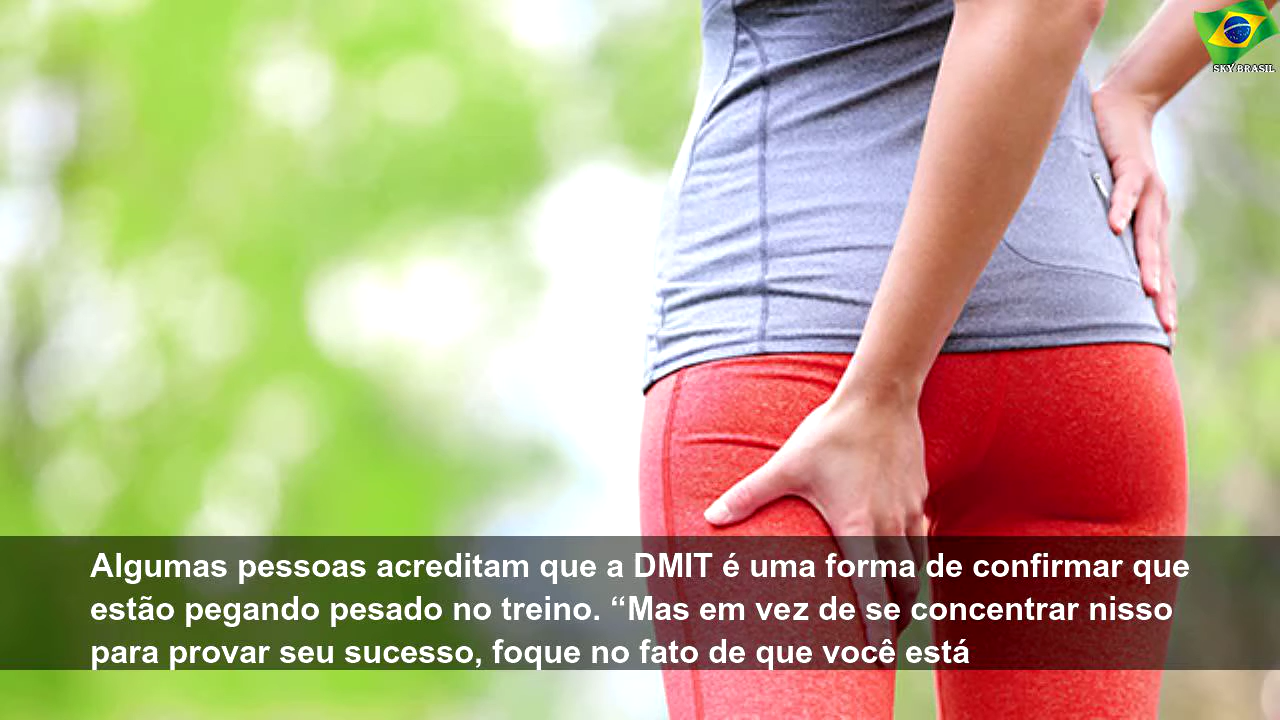 SKY BRASIL
Algumas pessoas acreditam que a DMIT é uma forma de confirmar que
estão pegando pesado no treino. “Mas em vez de se concentrar nisso
para provar seu sucesso, foque no fato de que você está